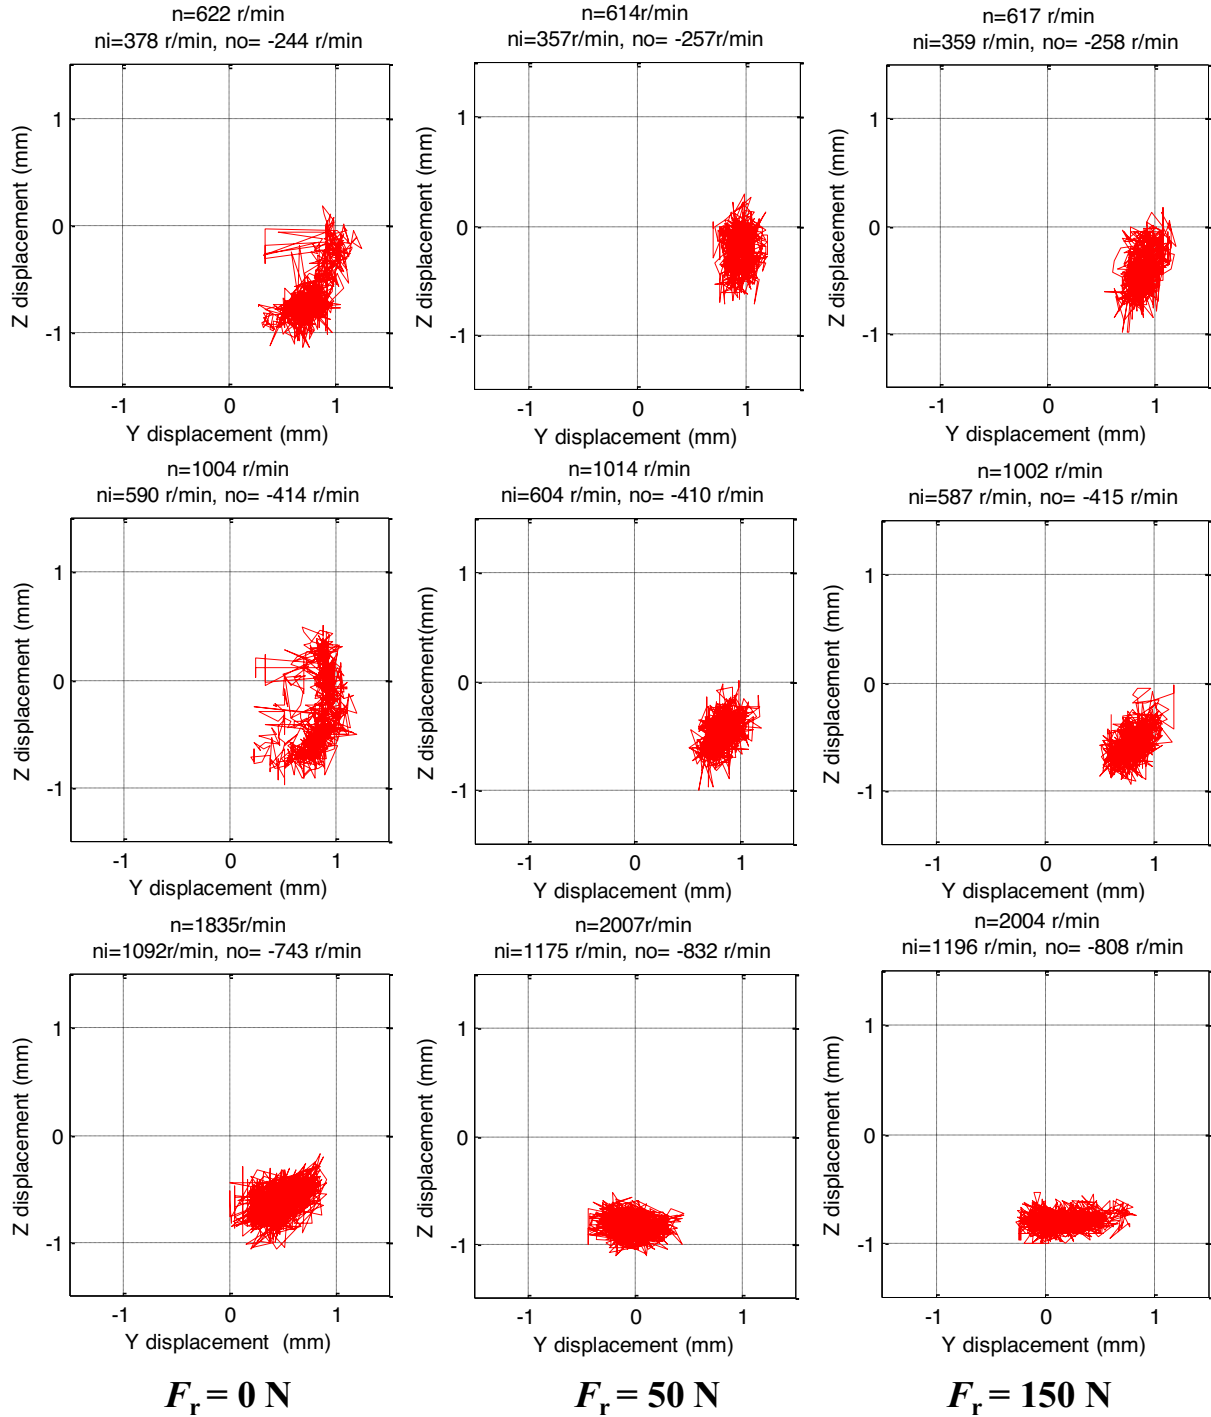 n=622 r/min
ni=378 r/min, no= -244 r/min
1
0
-1
-1 0 1
Z displacement (mm)
Y displacement (mm)
n=614r/min
ni=357r/min, no= -257r/min
1
0
-1
-1 0 1
Z displacement (mm)
Y displacement (mm)
n=617 r/min
ni=359 r/min, no= -258 r/min
1
0
-1
-1 0 1
Z displacement (mm)
Y displacement (mm)
n=1004 r/min
ni=590 r/min, no= -414 r/min
1
0
-1
-1 0 1
Z displacement (mm)
Y displacement (mm)
n=1014 r/min
ni=604 r/min, no= -410 r/min
1
0
-1
-1 0 1
Z displacement(mm)
Y displacement (mm)
n=1002 r/min
ni=587 r/min, no= -415 r/min
1
0
-1
-1 0 1
Z displacement (mm)
Y displacement (mm)
n=1835r/min
ni=1092r/min, no= -743 r/min
1
0
-1
-1 0 1
Z displacement (mm)
Y displacement (mm)
n=2007r/min
ni=1175 r/min, no= -832 r/min
1
0
-1
-1 0 1
Z displacement (mm)
Y displacement (mm)
n=2004 r/min
ni=1196 r/min, no= -808 r/min
1
0
-1
-1 0 1
Z displacement (mm)
Y displacement (mm)
Fr = 0 N
Fr = 50 N
Fr = 150 N